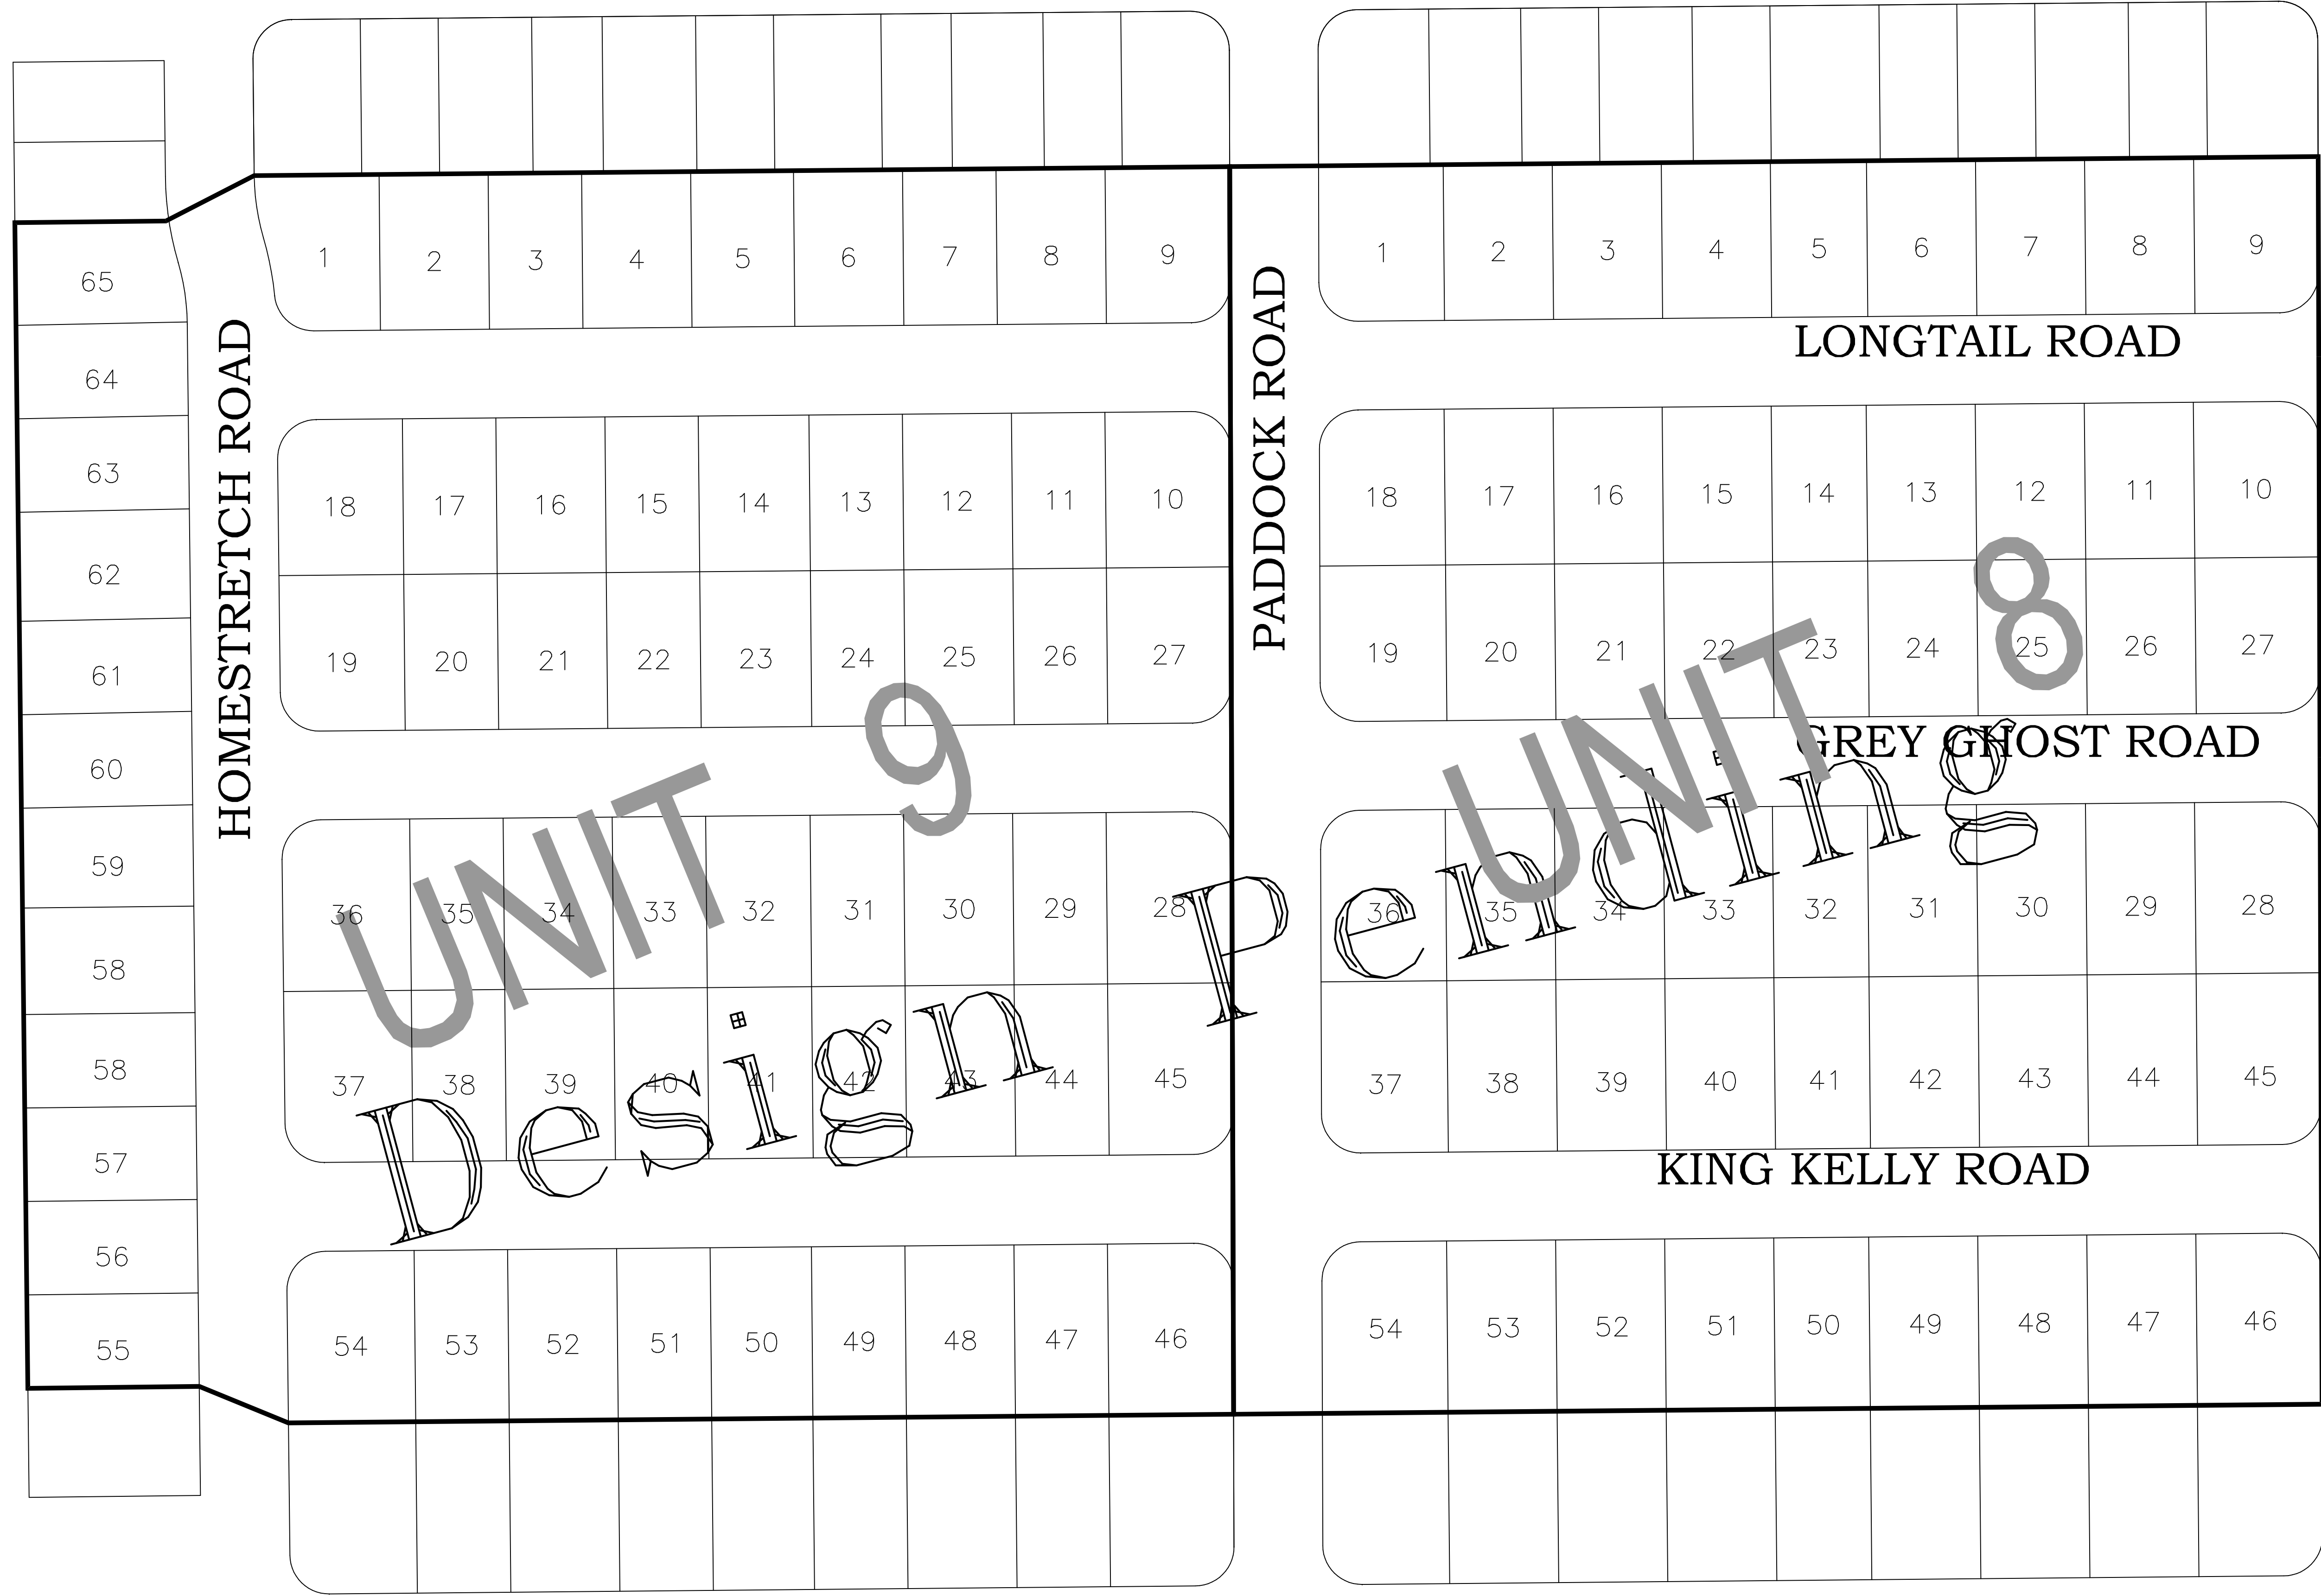 1 2 3 4 5 6 7 8 9
1 2 3 4 5 6 7 8 9
65
LONGTAIL ROAD
64
63
18 17 16 15 14 13 12 11 10
18 17 16 15 14 13 12 11 10
HOMESTRETCH ROAD
PADDOCK ROAD
62
61
19 20 21 22 23 24 25 26 27
19 20 21 22 23 24 25 26 27
UNIT 9
UNIT 8
GREY GHOST ROAD
60
59
36 35 34 33 32 31 30 29 28
36 35 34 33 32 31 30 29 28
58
58
Design Pending
37 38 39 40 41 42 43 44 45
37 38 39 40 41 42 43 44 45
57
KING KELLY ROAD
56
55
54 53 52 51 50 49 48 47 46
54 53 52 51 50 49 48 47 46